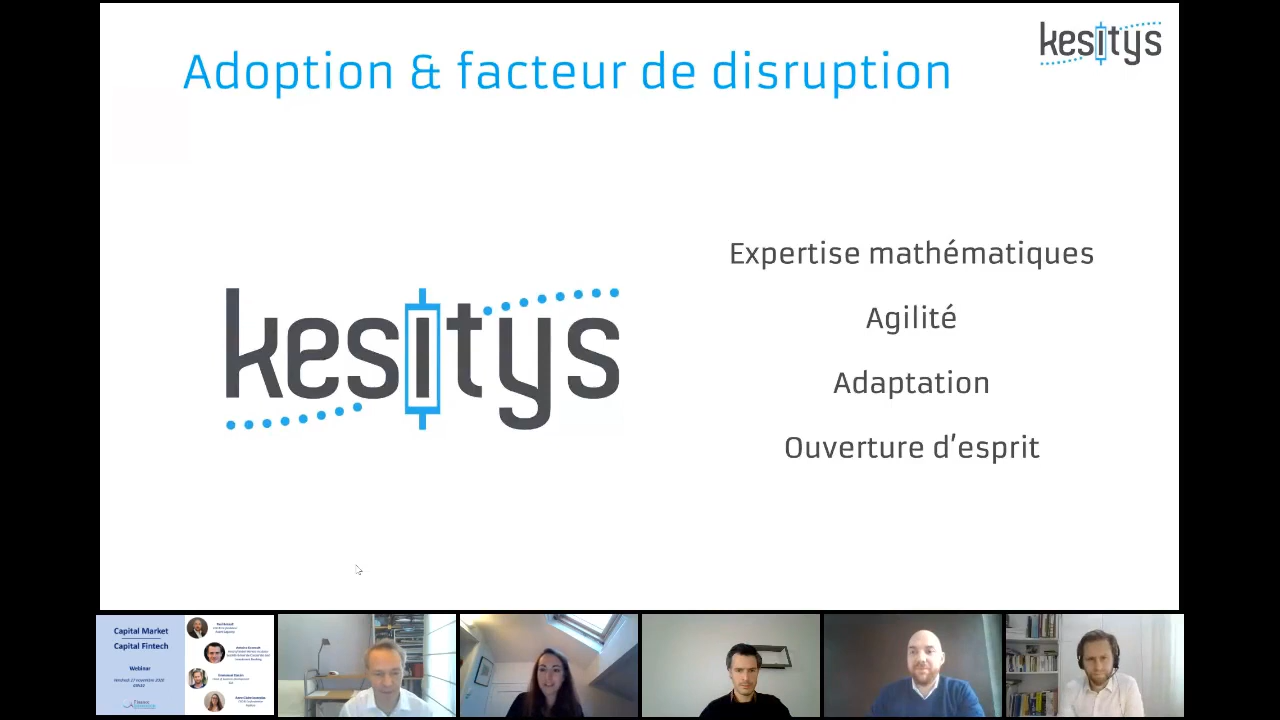 Adoption & facteur de disruption
kesitys
kesitys
Expertise mathématiques
Agilité
Adaptation
Ouverture d'esprit
Capital Market
Capital Fintech
Webinar